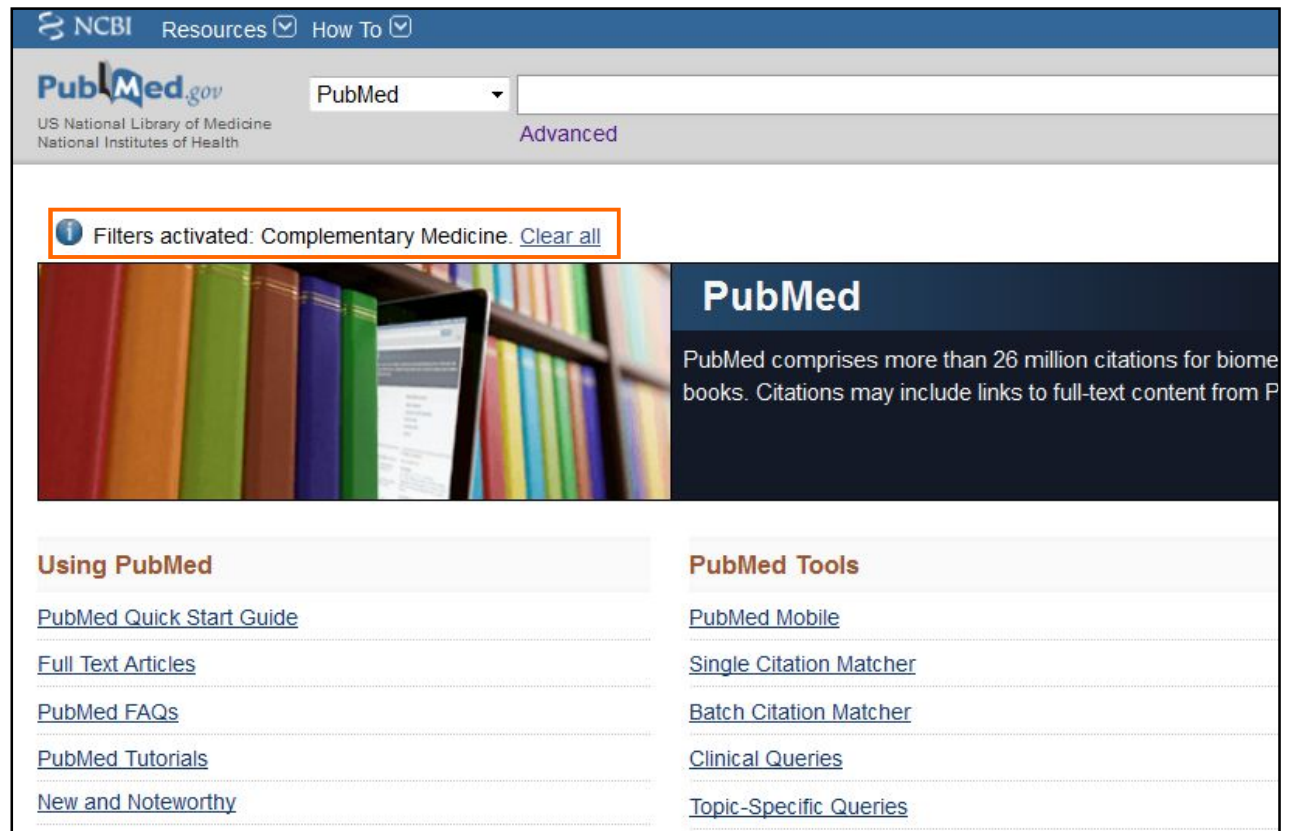 NCBI Resources How To
PubMed.gov
US National Library of Medicine
National Institutes of Health
PubMed
Advanced
Filters activated: Complementary Medicine. Clear all
PubMed
PubMed comprises more than 26 million citations for biome
books. Citations may include links to full-text content from P
Using PubMed
PubMed Quick Start Guide
Full Text Articles
PubMed FAQs
PubMed Tutorials
New and Noteworthy
PubMed Tools
PubMed Mobile
Single Citation Matcher
Batch Citation Matcher
Clinical Queries
Topic-Specific Queries